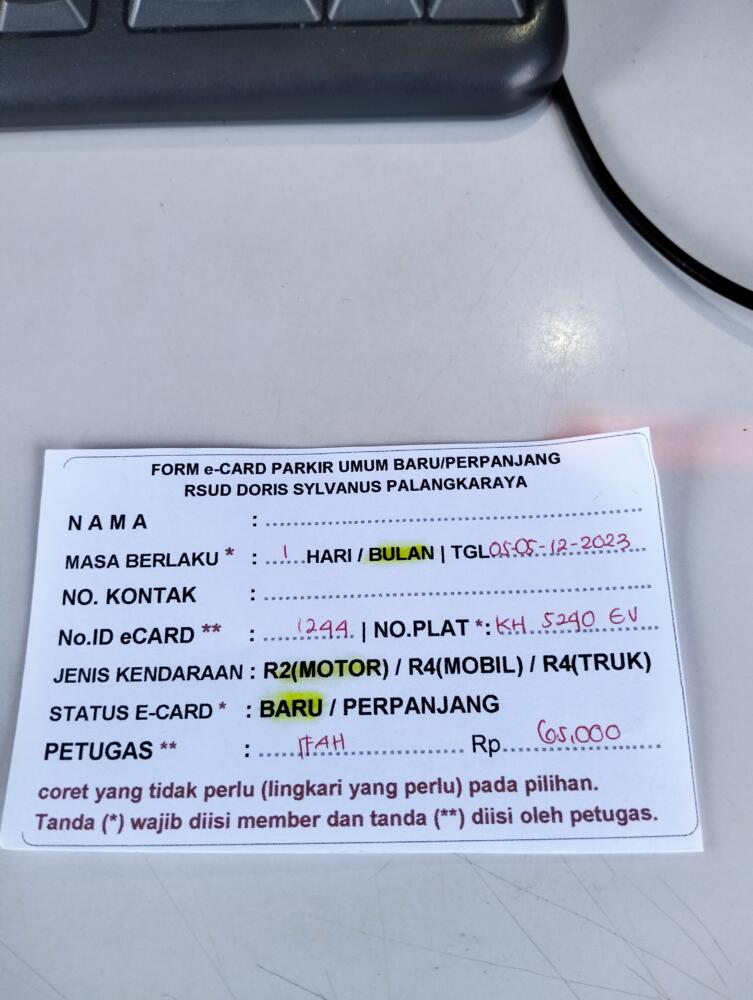 FORM e-CARD PARKIR UMUM BARU/PERPANJANG
RSUD DORIS SYLVANUS PALANGKARAYA
N A M A :
MASA BERLAKU * : 1 HARI / BULAN | TGL 05-05-12-2023
NO. KONTAK :
No.ID eCARD ** : 1244 | NO.PLAT *: KH 5290 EV
JENIS KENDARAAN : R2(MOTOR) / R4(MOBIL) / R4(TRUK)
STATUS E-CARD * : BARU / PERPANJANG
PETUGAS ** : ITAH Rp. 65.000
coret yang tidak perlu (lingkari yang perlu) pada pilihan.
Tanda (*) wajib diisi member dan tanda (**) diisi oleh petugas.